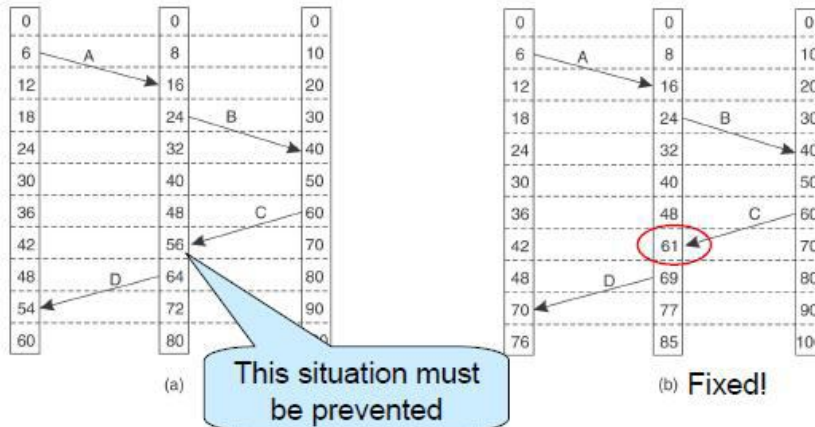 0 0 0 0 0 0
6 A 8 10 6 A 8 10
12 16 20 12 16 20
18 24 B 30 18 24 B 30
24 32 40 24 32 40
30 40 50 30 40 50
36 48 C 60 36 48 C 60
42 56 70 42 61 70
48 D 64 80 48 D 69 80
54 72 90 70 77 90
60 80 0 76 85 100
(a)
This situation must
be prevented
(b) Fixed!